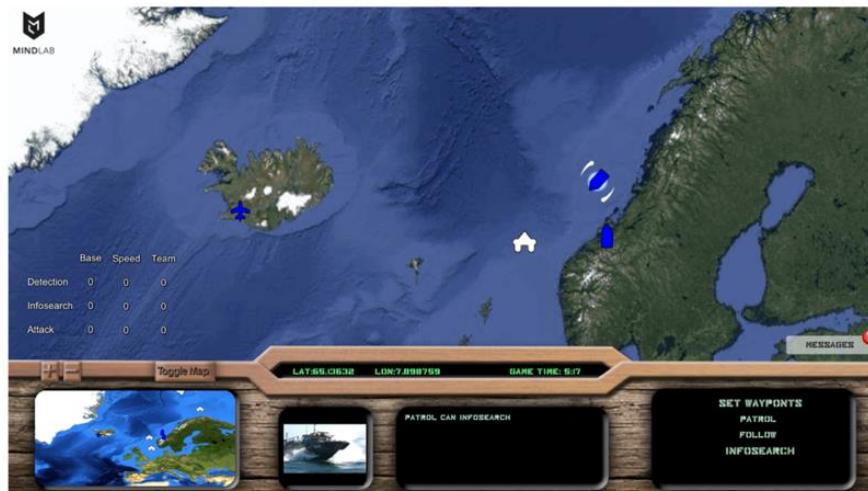 MINDLAB
Base Speed Team
Detection 0 0 0
Infosearch 0 0 0
Attack 0 0 0
MESSAGES
+ -
Toggle Map
LAT:65.13632 LON:7.898759 GAME TIME: 5:17
PATROL CAN INFOSEARCH
SET WAYPONTS
PATROL
FOLLOW
INFOSEARCH